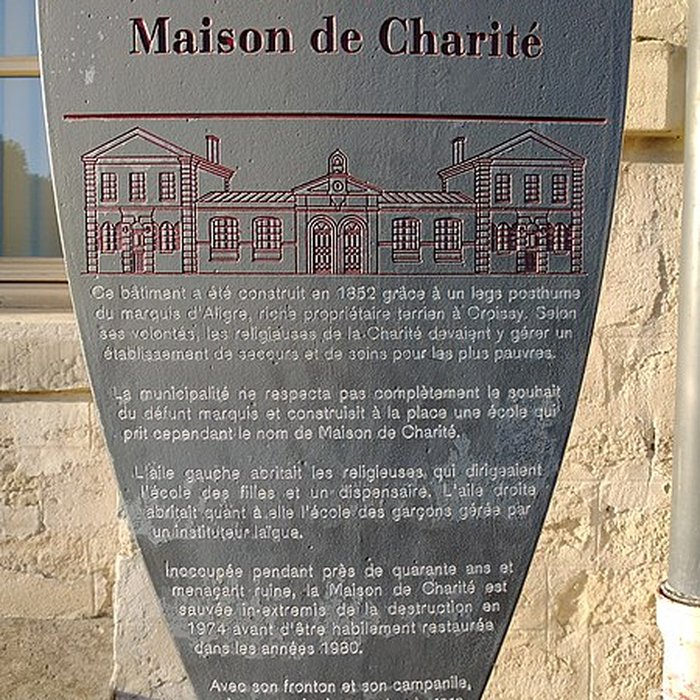 Maison de Charité
Ce bâtiment a été construit en 1852 grâce à un legs posthume
du marquis d'Aligre, riche propriétaire terrien à Croissy. Selon
ses volontés, les religieuses de la Charité devaient y gérer un
établissement de secours et de soins pour les plus pauvres.
La municipalité ne respecta pas complètement le souhait
du défunt marquis et construisit à la place une école qui
prit cependant le nom de Maison de Charité.
L'aile gauche abritait les religieuses qui dirigeaient
l'école des filles et un dispensaire. L'aile droite
abritait quant à elle l'école des garçons gérée par
un instituteur laïque.
Inoccupée pendant près de quarante ans et
menaçant ruine, la Maison de Charité est
sauvée in-extremis de la destruction en
1974 avant d'être habilement restaurée
dans les années 1980.
Avec son fronton et son campanile,